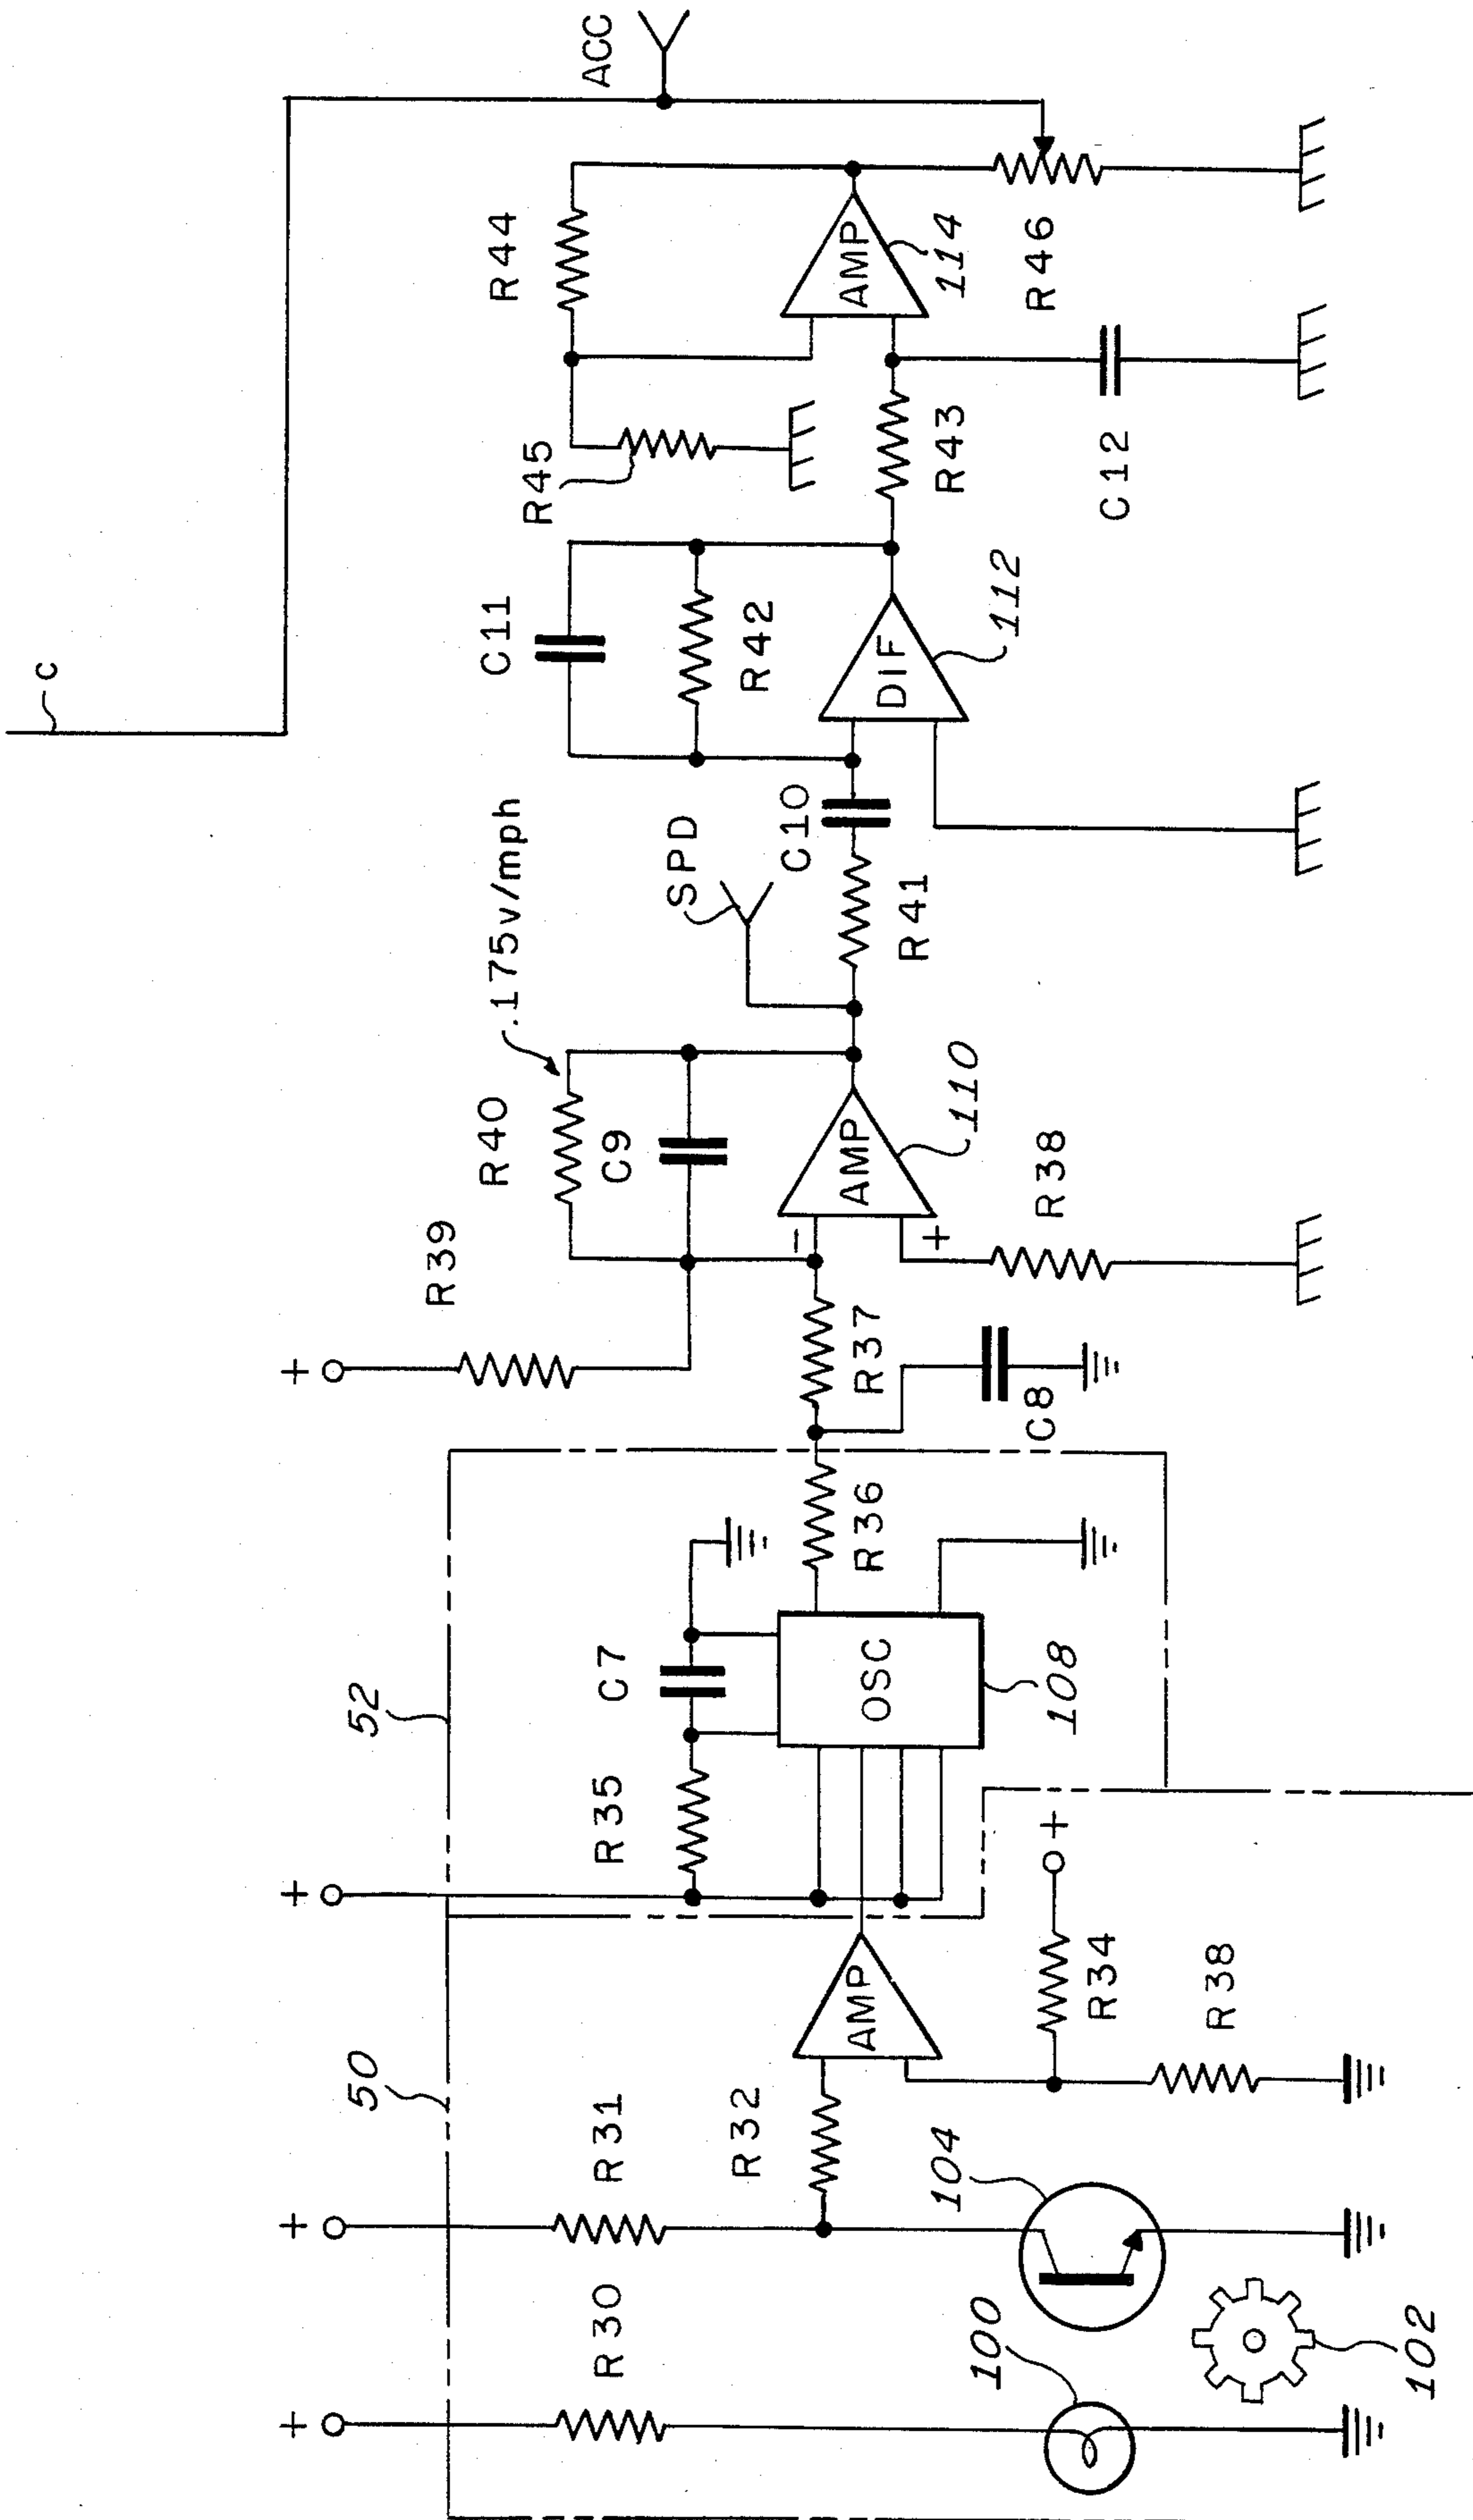 c
ACC
R44
AMP
114
R46
R45
R43
C12
C11
R42
DIF
112
.175v/mph
SPD
C10
R41
R40
C9
AMP
110
R39
−
+
R38
+
R37
C8
52
C7
R36
OSC
108
R35
+
+
AMP
R34
R38
50
R31
R32
+
104
R30
+
100
102